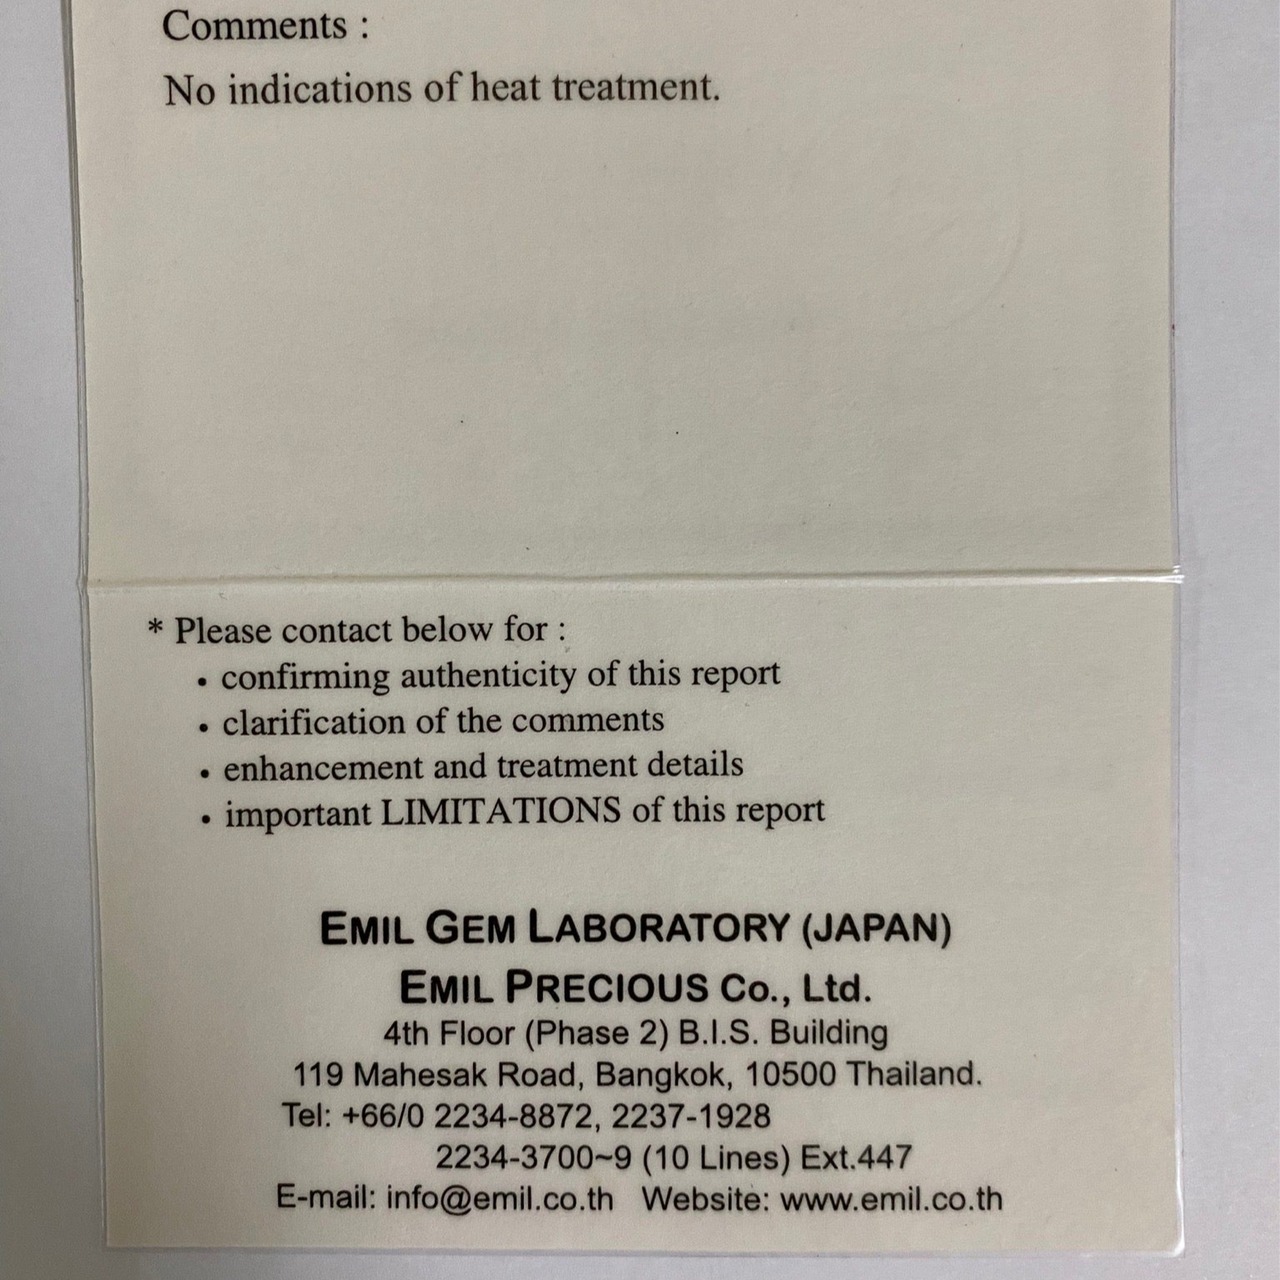 Comments :
No indications of heat treatment.
* Please contact below for :
• confirming authenticity of this report
• clarification of the comments
• enhancement and treatment details
• important LIMITATIONS of this report
EMIL GEM LABORATORY (JAPAN)
EMIL PRECIOUS Co., Ltd.
4th Floor (Phase 2) B.I.S. Building
119 Mahesak Road, Bangkok, 10500 Thailand.
Tel: +66/0 2234-8872, 2237-1928
2234-3700~9 (10 Lines) Ext.447
E-mail: info@emil.co.th Website: www.emil.co.th